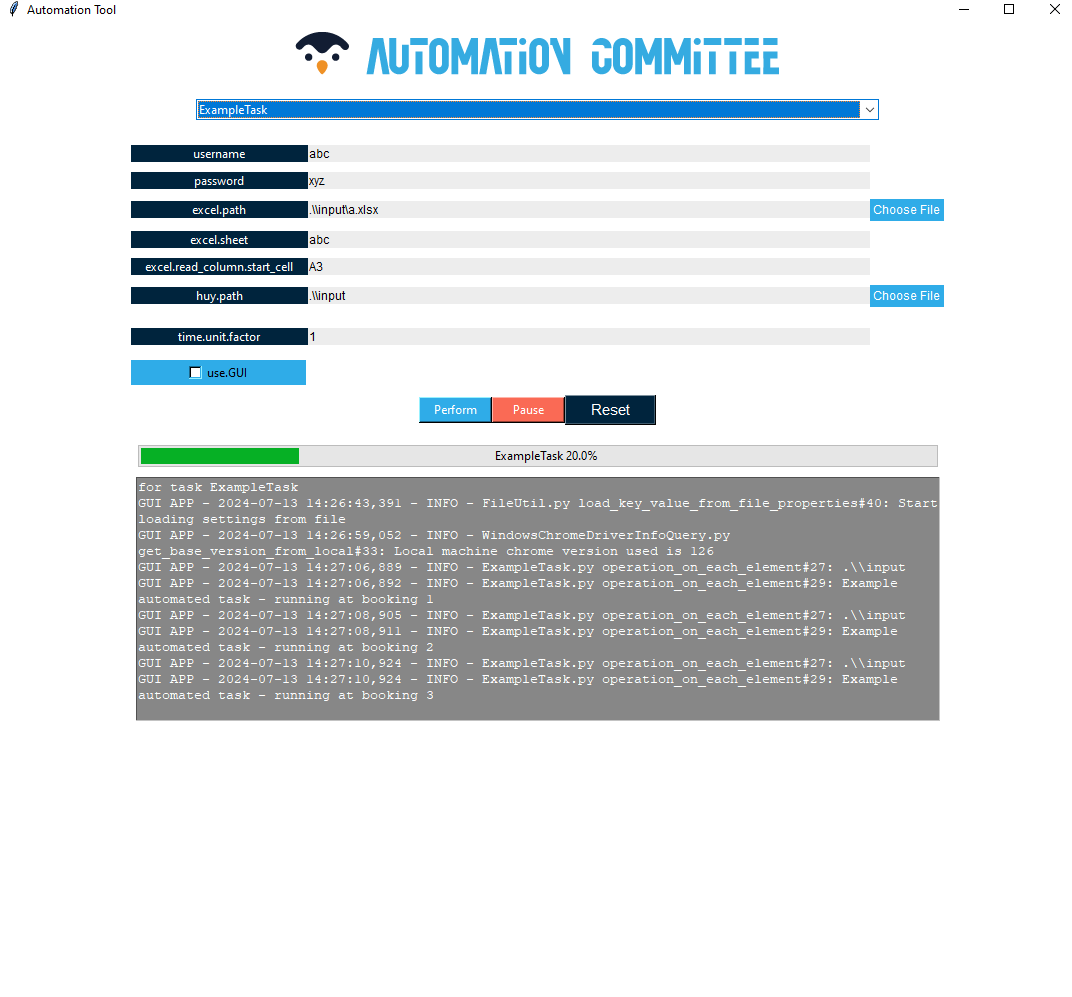 Automation Tool
AUTOMATiON COMMiTTEE
ExampleTask
username abc
password xyz
excel.path .\\input\a.xlsx Choose File
excel.sheet abc
excel.read_column.start_cell A3
huy.path .\\input Choose File
time.unit.factor 1
use.GUI
Perform Pause Reset
ExampleTask 20.0%
for task ExampleTask
GUI APP - 2024-07-13 14:26:43,391 - INFO - FileUtil.py load_key_value_from_file_properties#40: Start
loading settings from file
GUI APP - 2024-07-13 14:26:59,052 - INFO - WindowsChromeDriverInfoQuery.py
get_base_version_from_local#33: Local machine chrome version used is 126
GUI APP - 2024-07-13 14:27:06,889 - INFO - ExampleTask.py operation_on_each_element#27: .\\input
GUI APP - 2024-07-13 14:27:06,892 - INFO - ExampleTask.py operation_on_each_element#29: Example
automated task - running at booking 1
GUI APP - 2024-07-13 14:27:08,905 - INFO - ExampleTask.py operation_on_each_element#27: .\\input
GUI APP - 2024-07-13 14:27:08,911 - INFO - ExampleTask.py operation_on_each_element#29: Example
automated task - running at booking 2
GUI APP - 2024-07-13 14:27:10,924 - INFO - ExampleTask.py operation_on_each_element#27: .\\input
GUI APP - 2024-07-13 14:27:10,924 - INFO - ExampleTask.py operation_on_each_element#29: Example
automated task - running at booking 3